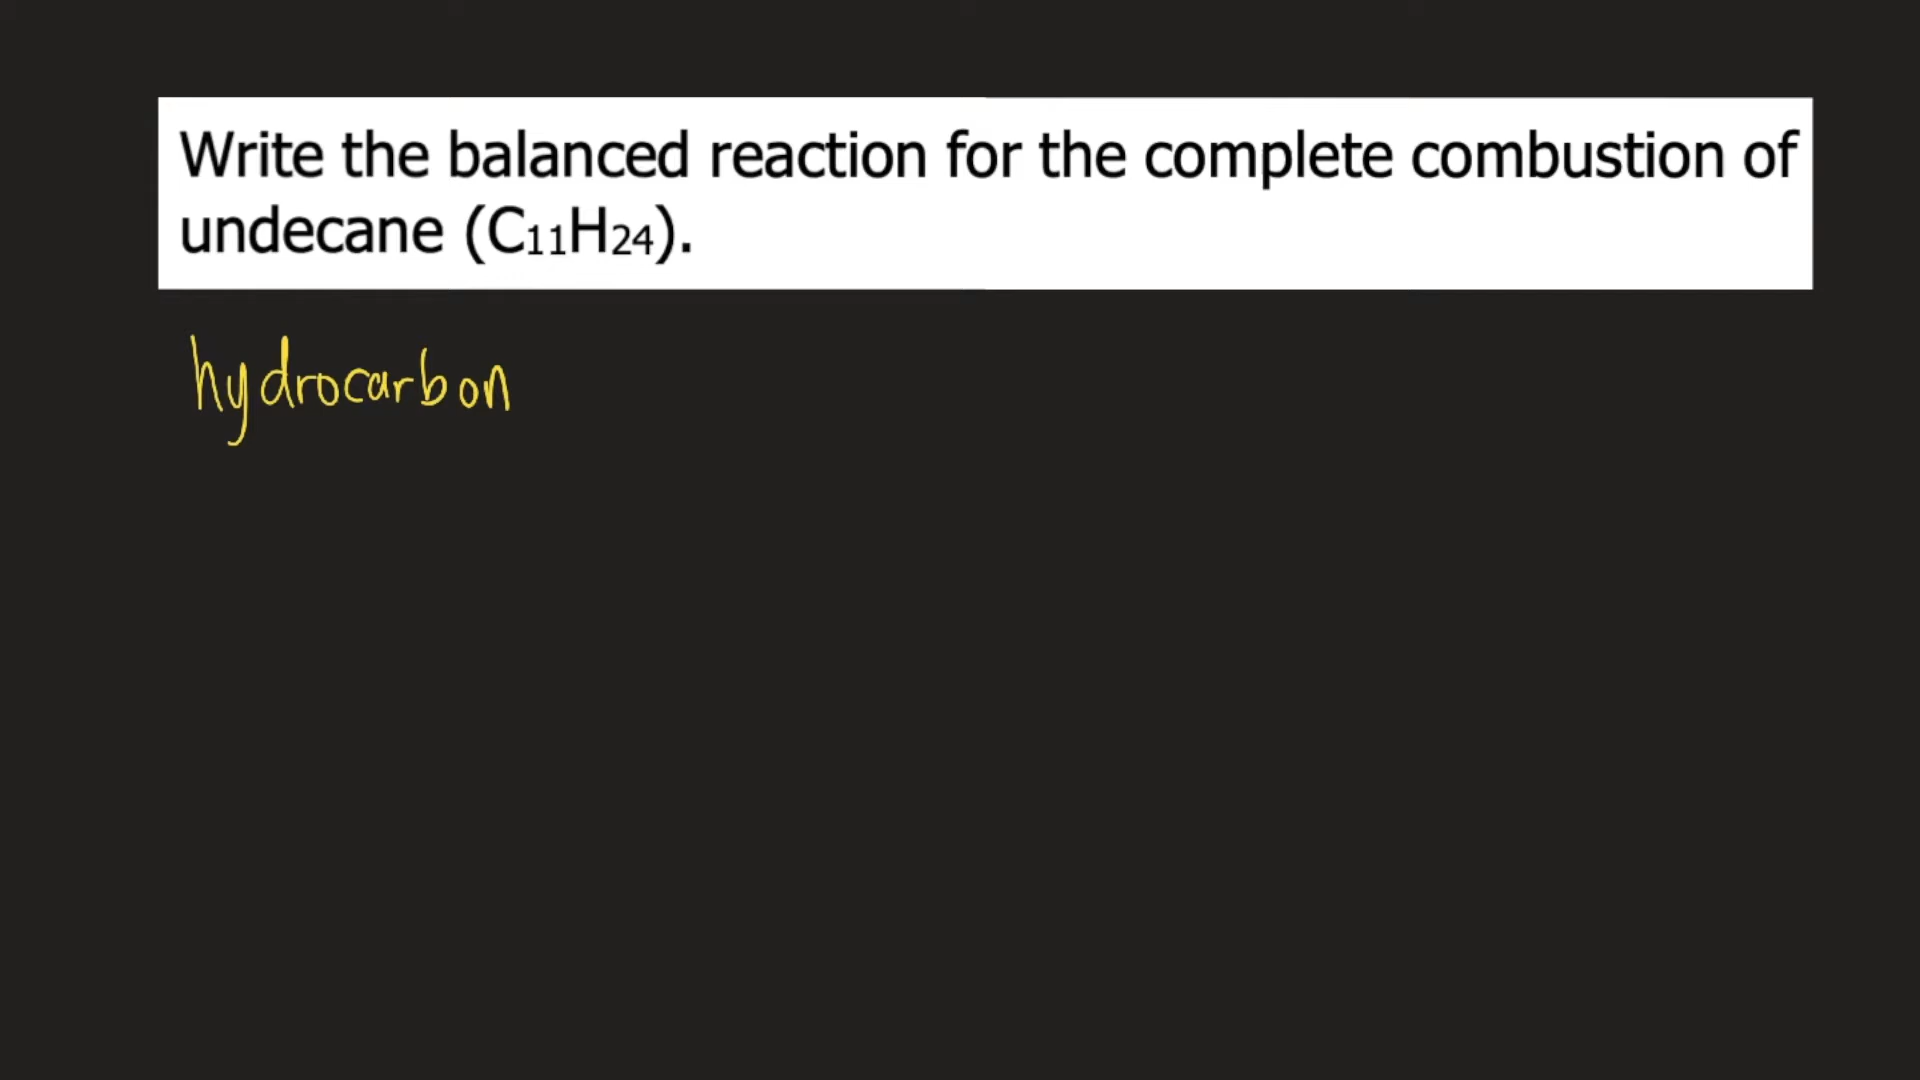 Write the balanced reaction for the complete combustion of
undecane (C₁₁H₂₄).
hydrocarbon